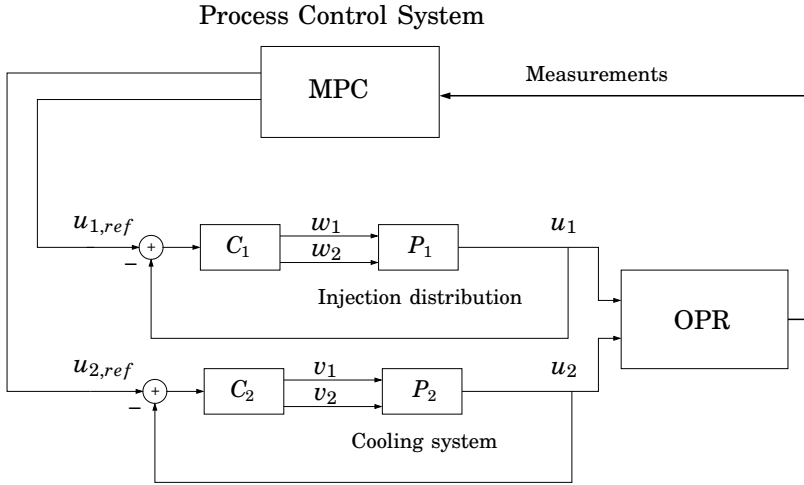 Process Control System
MPC
Measurements
u1,ref
+
−
C1
w1
w2
P1
u1
Injection distribution
OPR
u2,ref
+
−
C2
v1
v2
P2
u2
Cooling system